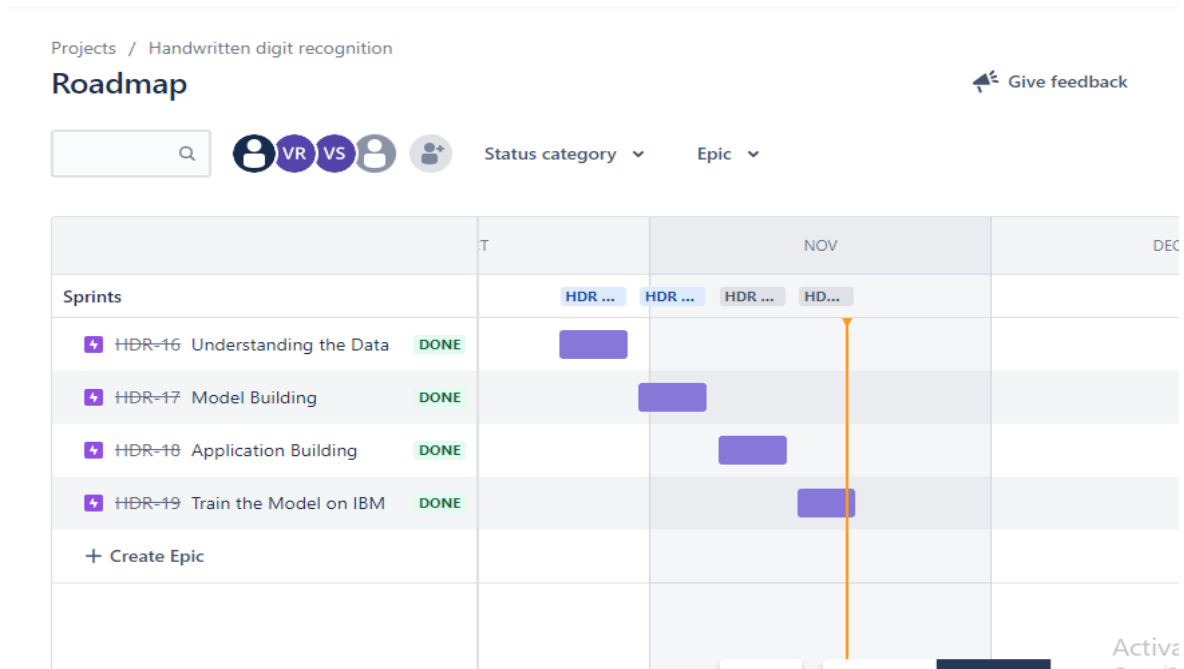 Projects / Handwritten digit recognition
Roadmap
Give feedback
VR VS
Status category
Epic
NOV
Sprints
HDR ... HDR ... HDR ... HD...
HDR-16 Understanding the Data DONE
HDR-17 Model Building DONE
HDR-18 Application Building DONE
HDR-19 Train the Model on IBM DONE
+ Create Epic